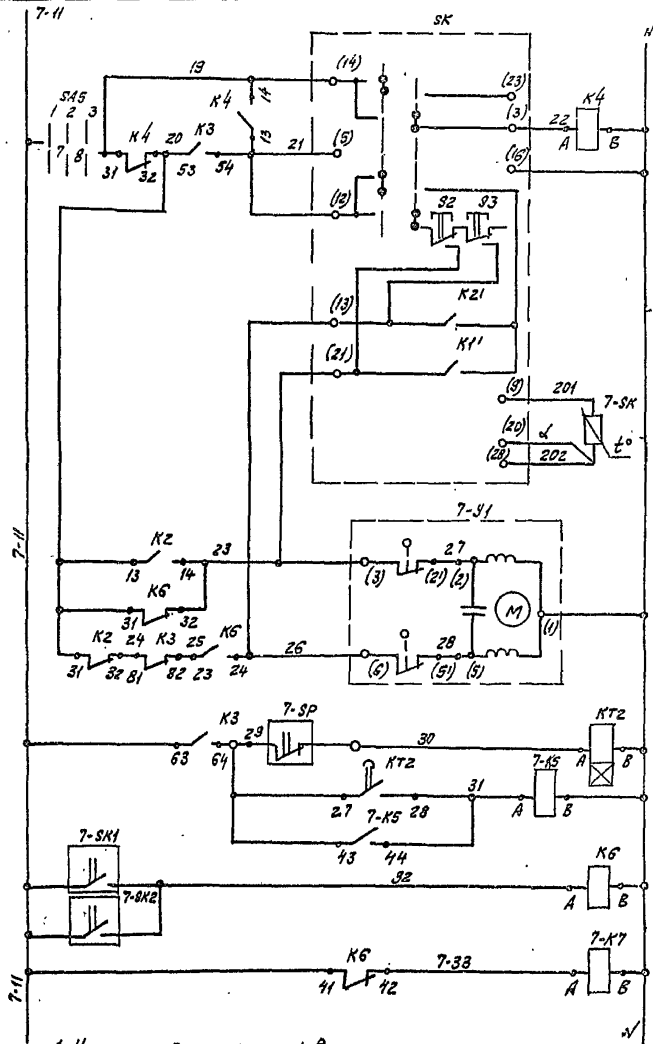 7-11
SK
N
19
(14)
(23)
SA5
1 2 3
K4
14
13
(3)
22
K4
A B
K4
20
K3
21
(5)
(16)
7 8
31 32
53 54
(12)
S2 S3
(13)
K21
(21)
K1'
(9)
201
7-SK
(20)
α
(28)
202
t°
7-11
7-Y1
K2
23
27
13 14
(3)
(21) (2)
K6
M
31 32
(1)
K2 24 K3 25 K6
26
28
31 32 81 82 23 24
(6)
(51) (5)
K3
29
7-SP
30
KT2
63 64
A B
KT2
31
7-K5
27 28
A B
7-K5
43 44
7-SK1
32
K6
7-SK2
A B
K6
7-33
7-K7
7-11
41 42
A B
N